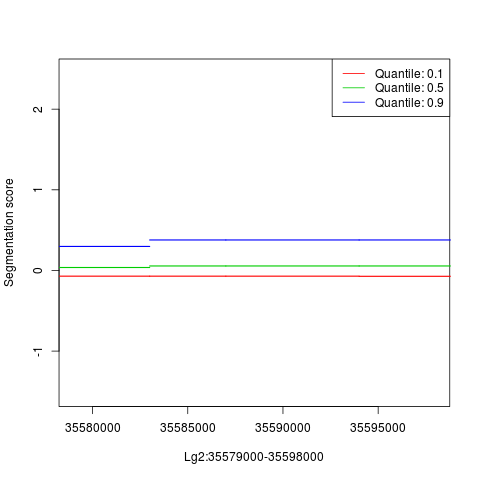 Quantile: 0.1
Quantile: 0.5
Quantile: 0.9
2
1
0
-1
Segmentation score
35580000 35585000 35590000 35595000
Lg2:35579000-35598000